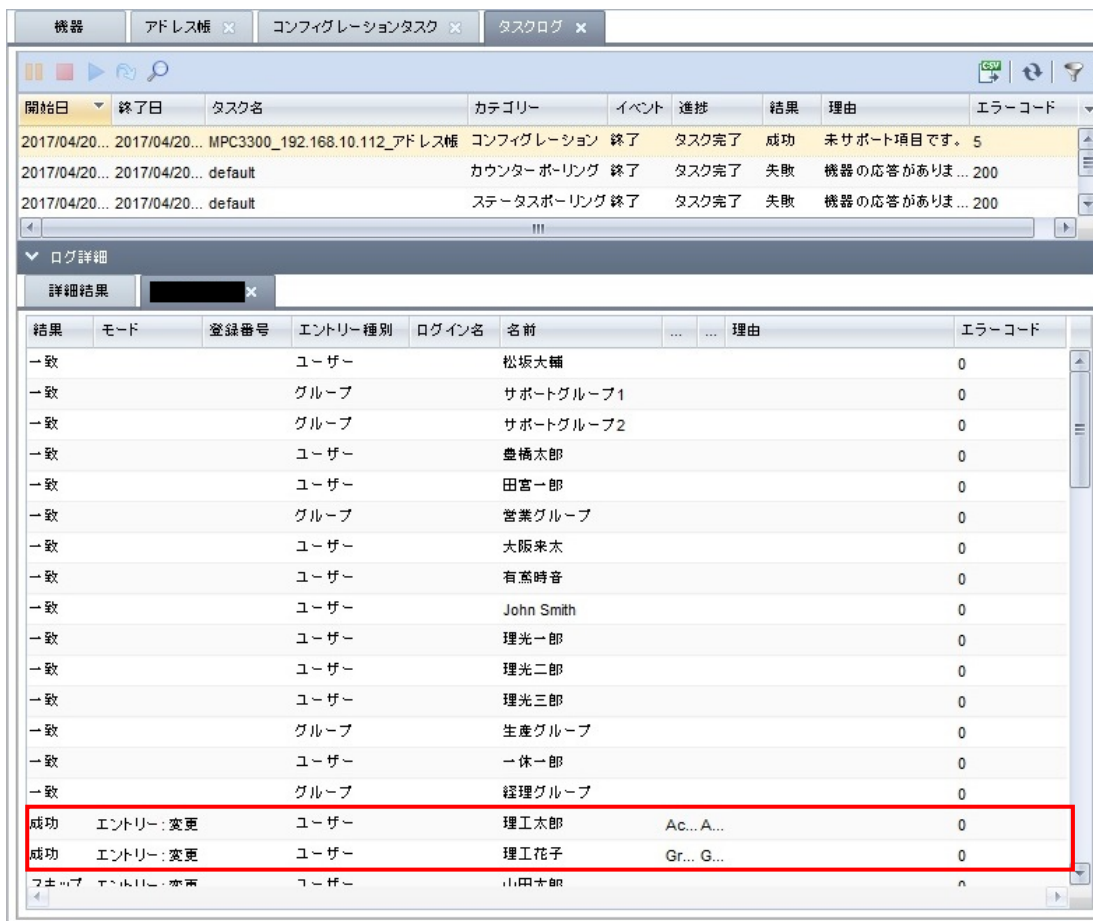 機器 アドレス帳 コンフィグレーションタスク タスクログ
CSV
開始日 終了日 タスク名 カテゴリー イベント 進捗 結果 理由 エラーコード
2017/04/20... 2017/04/20... MPC3300_192.168.10.112_アドレス帳 コンフィグレーション 終了 タスク完了 成功 未サポート項目です。 5
2017/04/20... 2017/04/20... default カウンターポーリング 終了 タスク完了 失敗 機器の応答がありま... 200
2017/04/20... 2017/04/20... default ステータスポーリング 終了 タスク完了 失敗 機器の応答がありま... 200
ログ詳細
詳細結果
結果 モード 登録番号 エントリー種別 ログイン名 名前 ... ... 理由 エラーコード
一致 ユーザー 松坂大輔 0
一致 グループ サポートグループ1 0
一致 グループ サポートグループ2 0
一致 ユーザー 豊橋太郎 0
一致 ユーザー 田宮一郎 0
一致 グループ 営業グループ 0
一致 ユーザー 大阪来太 0
一致 ユーザー 時音 0
一致 ユーザー John Smith 0
一致 ユーザー 理光一郎 0
一致 ユーザー 理光二郎 0
一致 ユーザー 理光三郎 0
一致 グループ 生産グループ 0
一致 ユーザー 一休一郎 0
一致 グループ 経理グループ 0
成功 エントリー:変更 ユーザー 理工太郎 Ac... A... 0
成功 エントリー:変更 ユーザー 理工花子 Gr... G... 0
スキップ エントリー:変更 ユーザー 山田太郎 0